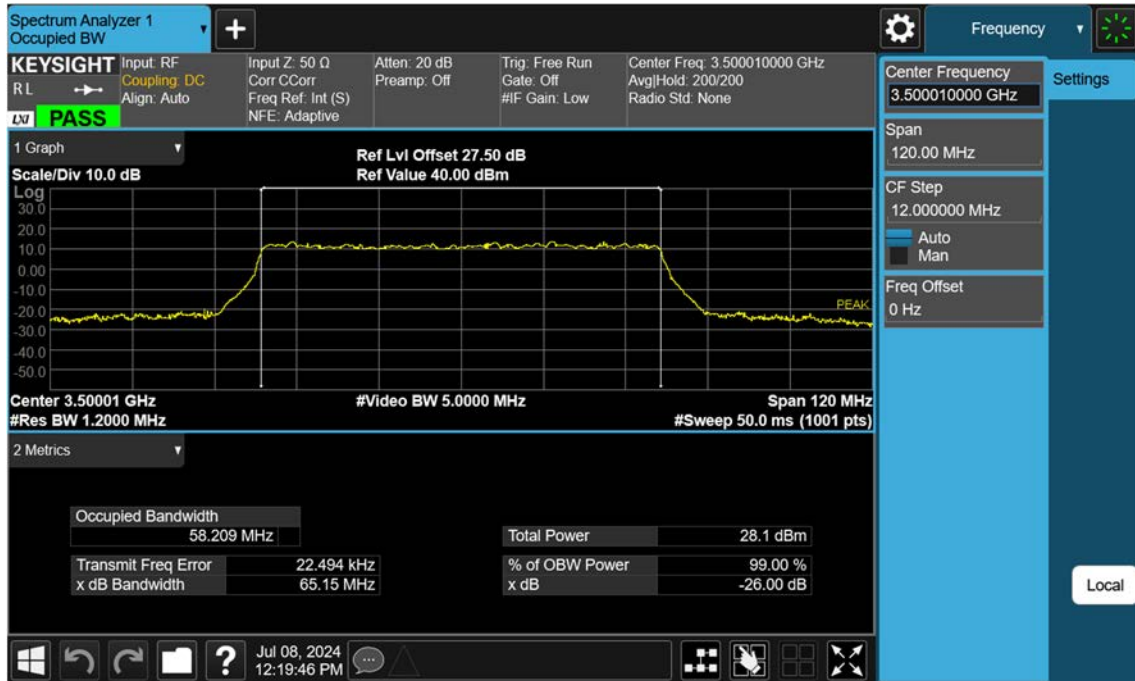 Spectrum Analyzer 1
Occupied BW
Frequency
KEYSIGHT
R L
LXI
PASS
Input: RF
Coupling: DC
Align: Auto
Input Z: 50 Ω
Corr CCorr
Freq Ref: Int (S)
NFE: Adaptive
Atten: 20 dB
Preamp: Off
Trig: Free Run
Gate: Off
#IF Gain: Low
Center Freq: 3.500010000 GHz
Avg|Hold: 200/200
Radio Std: None
Center Frequency
3.500010000 GHz
Settings
Span
120.00 MHz
CF Step
12.000000 MHz
Auto
Man
Freq Offset
0 Hz
Local
1 Graph
Scale/Div 10.0 dB
Ref Lvl Offset 27.50 dB
Ref Value 40.00 dBm
Log
30.0
20.0
10.0
0.00
-10.0
-20.0
-30.0
-40.0
-50.0
PEAK
Center 3.50001 GHz
#Video BW 5.0000 MHz
Span 120 MHz
#Res BW 1.2000 MHz
#Sweep 50.0 ms (1001 pts)
2 Metrics
Occupied Bandwidth
58.209 MHz
Total Power 28.1 dBm
Transmit Freq Error 22.494 kHz
% of OBW Power 99.00 %
x dB Bandwidth 65.15 MHz
x dB -26.00 dB
?
Jul 08, 2024
12:19:46 PM